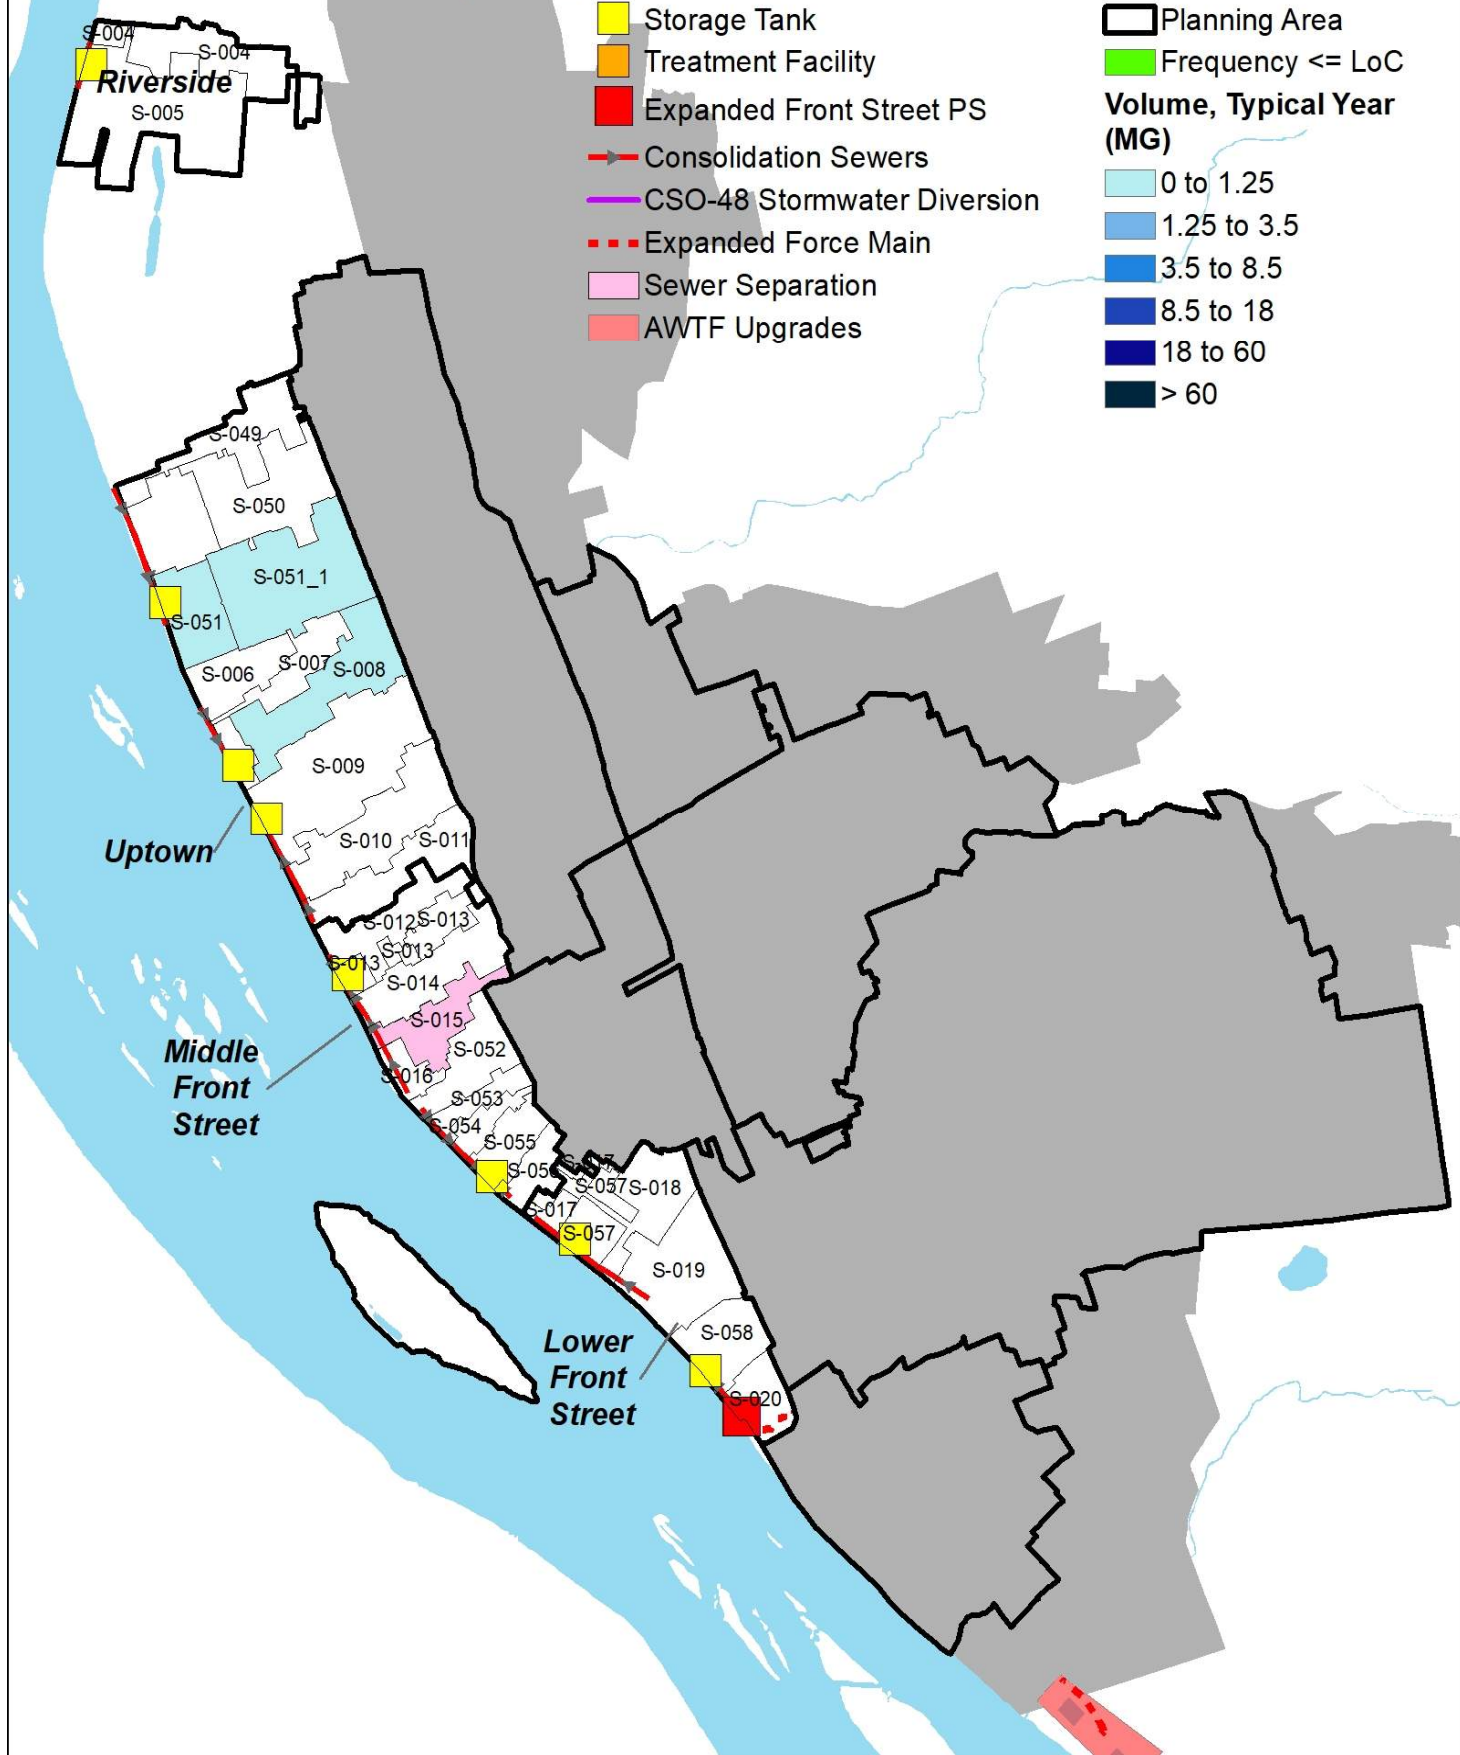 Storage Tank
Treatment Facility
Expanded Front Street PS
Consolidation Sewers
CSO-48 Stormwater Diversion
Expanded Force Main
Sewer Separation
AWTF Upgrades
Planning Area
Frequency <= LoC
Volume, Typical Year
(MG)
0 to 1.25
1.25 to 3.5
3.5 to 8.5
8.5 to 18
18 to 60
> 60
S-004
S-004
Riverside
S-005
S-049
S-050
S-051_1
S-051
S-006
S-007
S-008
S-009
Uptown
S-010
S-011
S-012
S-013
S-013
S-013
S-014
S-015
Middle
Front
Street
S-052
S-016
S-053
S-054
S-055
S-057
S-018
S-017
S-057
S-019
S-058
Lower
Front
Street
S-020